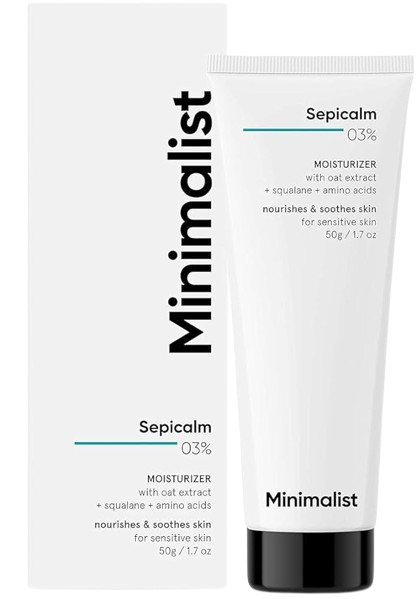 Minimalist
Sepicalm
03%
MOISTURIZER
with oat extract
+ squalane + amino acids
nourishes & soothes skin
for sensitive skin
50g / 1.7 oz
Sepicalm
03%
MOISTURIZER
with oat extract
+ squalane + amino acids
nourishes & soothes skin
for sensitive skin
50g / 1.7 oz
Minimalist